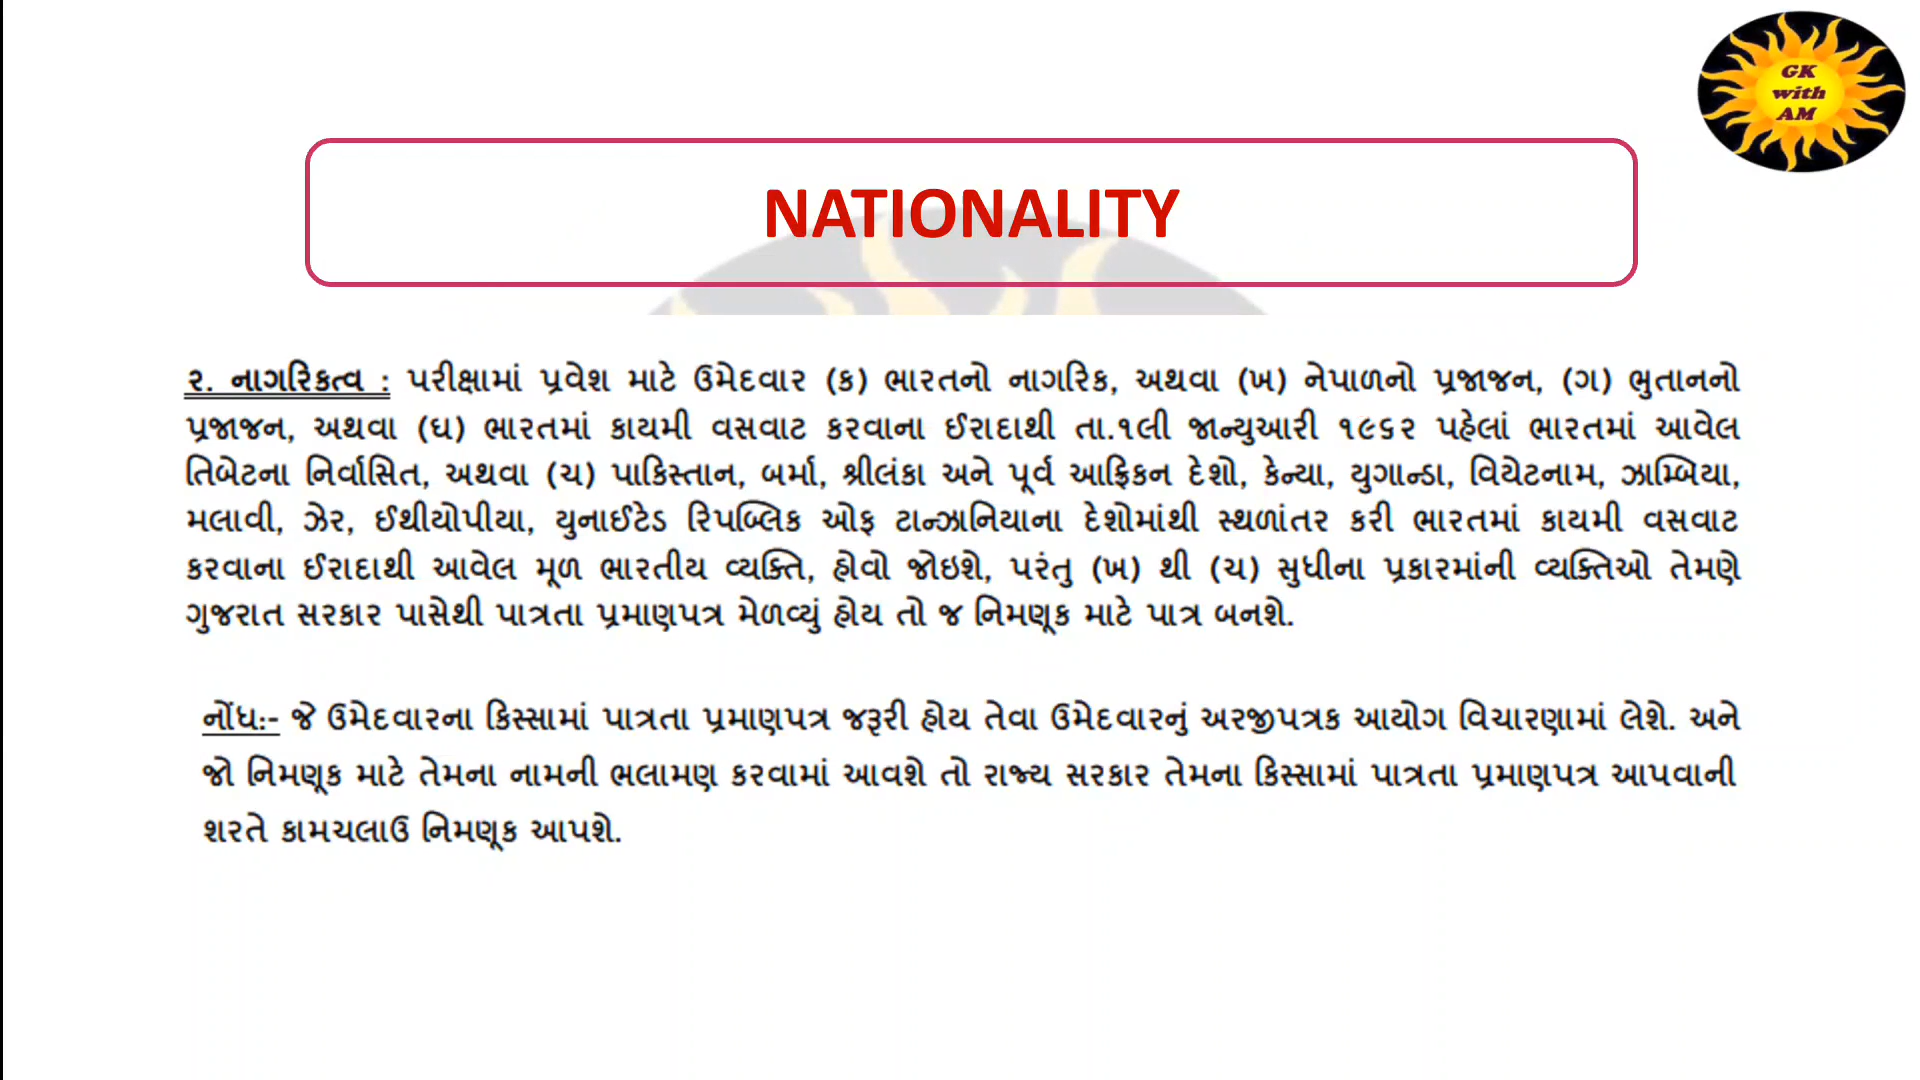 GK
with
AM
NATIONALITY
ર. નાગરિકત્વ : પરીક્ષામાં પ્રવેશ માટે ઉમેદવાર (ક) ભારતનો નાગરિક, અથવા (ખ) નેપાળનો પ્રજાજન, (ગ) ભુતાનનો
પ્રજાજન, અથવા (ઘ) ભારતમાં કાયમી વસવાટ કરવાના ઈરાદાથી તા.૧લી જાન્યુઆરી ૧૯૬૨ પહેલાં ભારતમાં આવેલ
તિબેટના નિર્વાસિત, અથવા (ચ) પાકિસ્તાન, બર્મા, શ્રીલંકા અને પૂર્વ આફ્રિકન દેશો, કેન્યા, યુગાન્ડા, વિયેટનામ, ઝામ્બિયા,
મલાવી, ઝેર, ઈથીયોપીયા, યુનાઈટેડ રિપબ્લિક ઓફ ટાન્ઝાનિયાના દેશોમાંથી સ્થળાંતર કરી ભારતમાં કાયમી વસવાટ
કરવાના ઈરાદાથી આવેલ મૂળ ભારતીય વ્યક્તિ, હોવો જોઇશે, પરંતુ (ખ) થી (ચ) સુધીના પ્રકારમાંની વ્યક્તિઓ તેમણે
ગુજરાત સરકાર પાસેથી પાત્રતા પ્રમાણપત્ર મેળવ્યું હોય તો જ નિમણૂક માટે પાત્ર બનશે.
નોંધ:- જે ઉમેદવારના કિસ્સામાં પાત્રતા પ્રમાણપત્ર જરૂરી હોય તેવા ઉમેદવારનું અરજીપત્રક આયોગ વિચારણામાં લેશે. અને
જો નિમણૂક માટે તેમના નામની ભલામણ કરવામાં આવશે તો રાજ્ય સરકાર તેમના કિસ્સામાં પાત્રતા પ્રમાણપત્ર આપવાની
શરતે કામચલાઉ નિમણૂક આપશે.